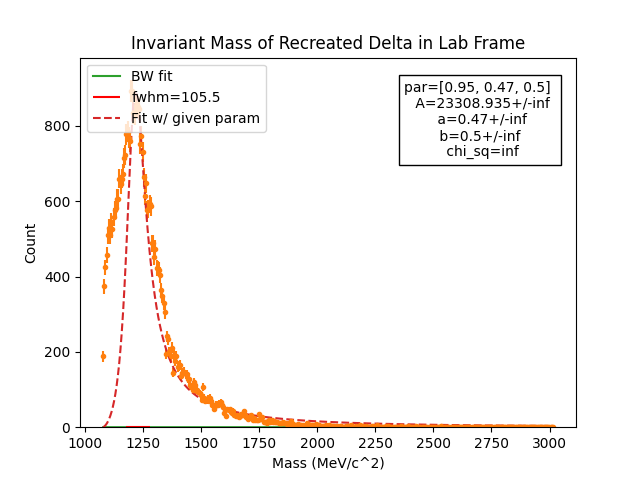 Invariant Mass of Recreated Delta in Lab Frame
BW fit
fwhm=105.5
Fit w/ given param
par=[0.95, 0.47, 0.5]
A=23308.935+/-inf
a=0.47+/-inf
b=0.5+/-inf
chi_sq=inf
Count
800
600
400
200
0
1000
1250
1500
1750
2000
2250
2500
2750
3000
Mass (MeV/c^2)